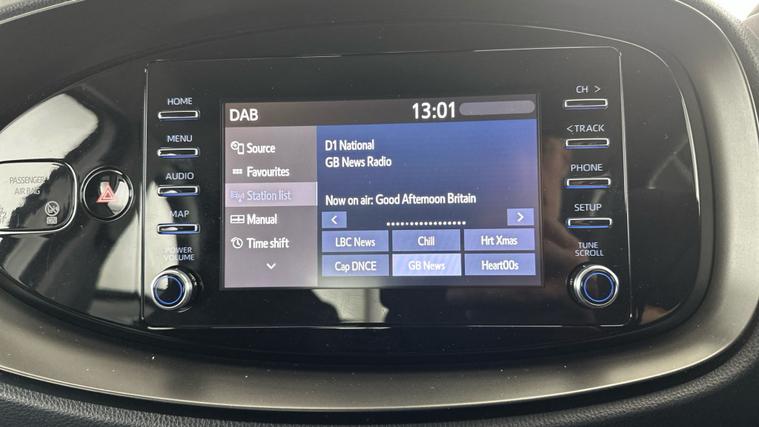 HOME
MENU
AUDIO
MAP
POWER
VOLUME
PASSENGER
AIR BAG
DAB
13:01
Source
Favourites
Station list
Manual
Time shift
D1 National
GB News Radio
Now on air: Good Afternoon Britain
< >
LBC News Chill Hrt Xmas
Cap DNCE GB News Heart00s
CH >
< TRACK
PHONE
SETUP
TUNE
SCROLL